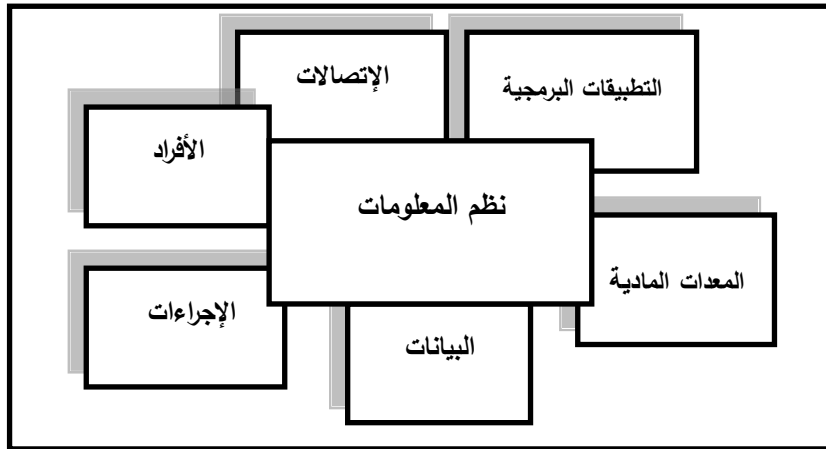 الإتصالات
التطبيقات البرمجية
الأفراد
نظم المعلومات
المعدات المادية
الإجراءات
البيانات